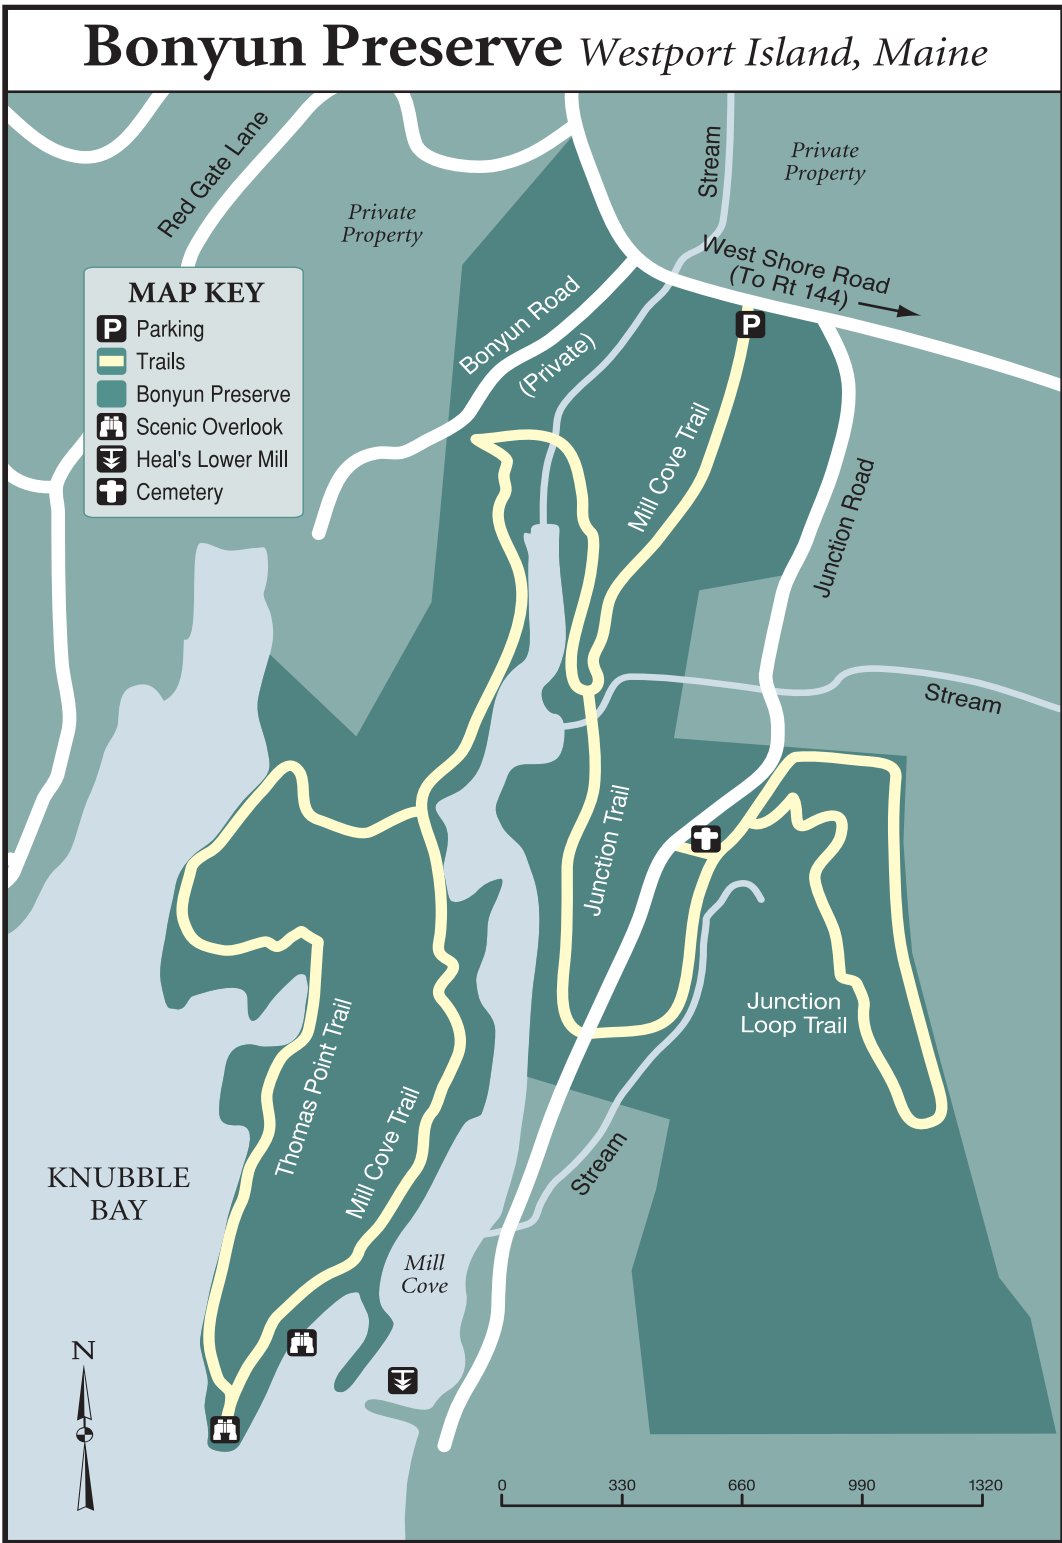 Bonyun Preserve Westport Island, Maine
Red Gate Lane
Stream
Private
Property
Private
Property
West Shore Road
(To Rt 144)
MAP KEY
P Parking
Trails
Bonyun Preserve
Scenic Overlook
Heal's Lower Mill
Cemetery
Bonyun Road
(Private)
P
Mill Cove Trail
Junction Road
Stream
Junction Trail
Junction
Loop Trail
Thomas Point Trail
Mill Cove Trail
Stream
KNUBBLE
BAY
Mill
Cove
N
0 330 660 990 1320